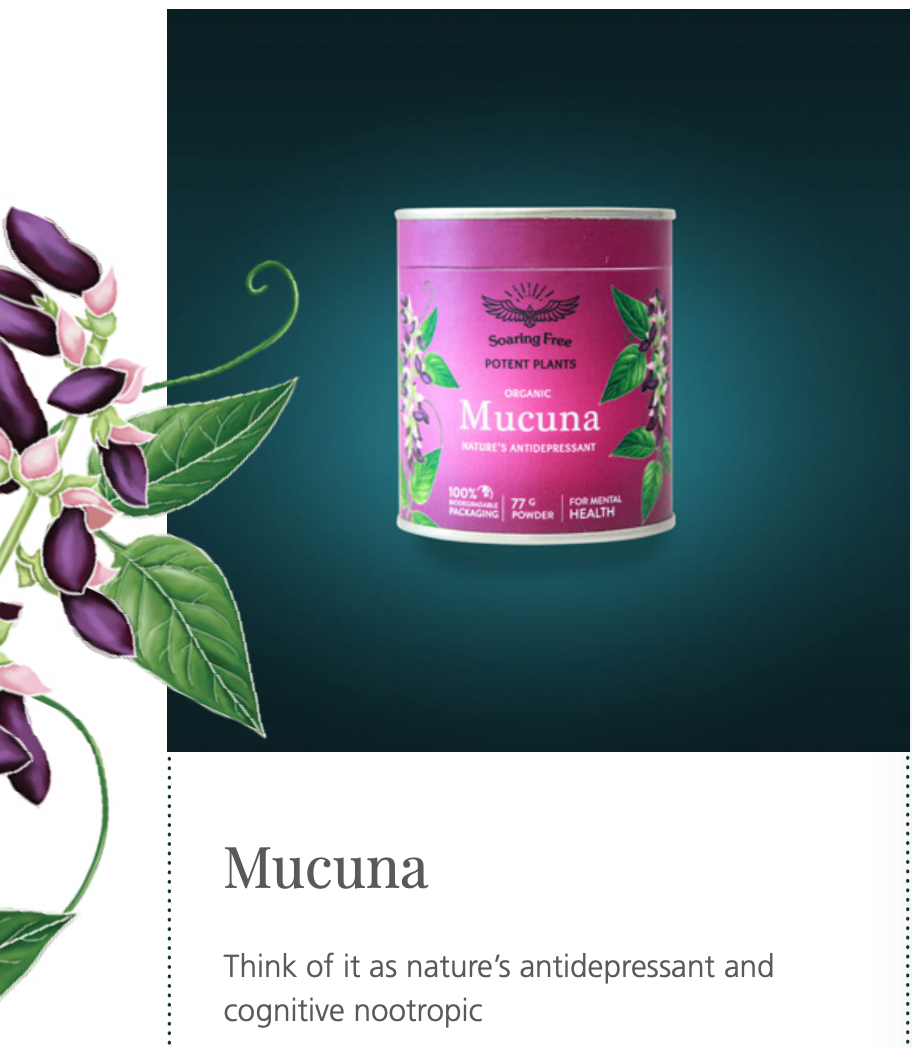 Soaring Free
POTENT PLANTS
ORGANIC
Mucuna
NATURE'S ANTIDEPRESSANT
100%
BIODEGRADABLE
PACKAGING
77 G
POWDER
FOR MENTAL
HEALTH
Mucuna
Think of it as nature’s antidepressant and
cognitive nootropic